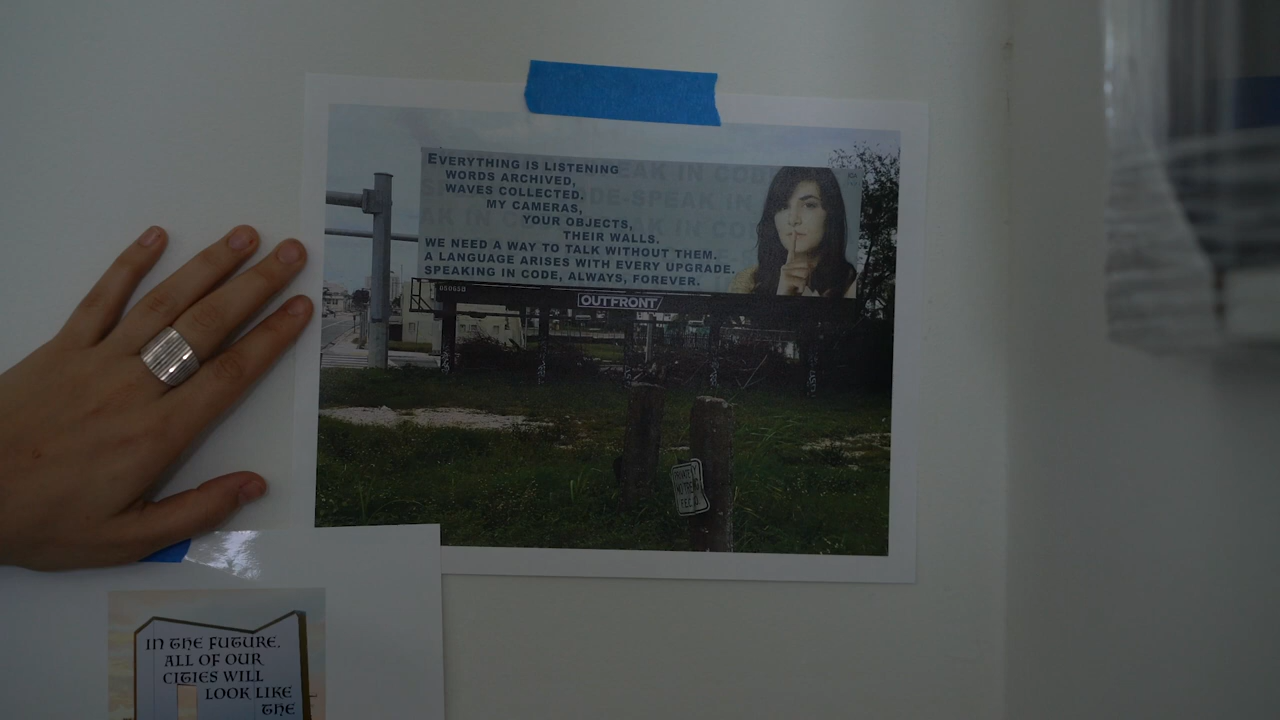 EVERYTHING IS LISTENING
WORDS ARCHIVED,
WAVES COLLECTED.
MY CAMERAS,
YOUR OBJECTS,
THEIR WALLS.
WE NEED A WAY TO TALK WITHOUT THEM.
A LANGUAGE ARISES WITH EVERY UPGRADE.
SPEAKING IN CODE, ALWAYS, FOREVER.
OUTFRONT/
IN THE FUTURE.
ALL OF OUR
CITIES WILL
LOOK LIKE
THE